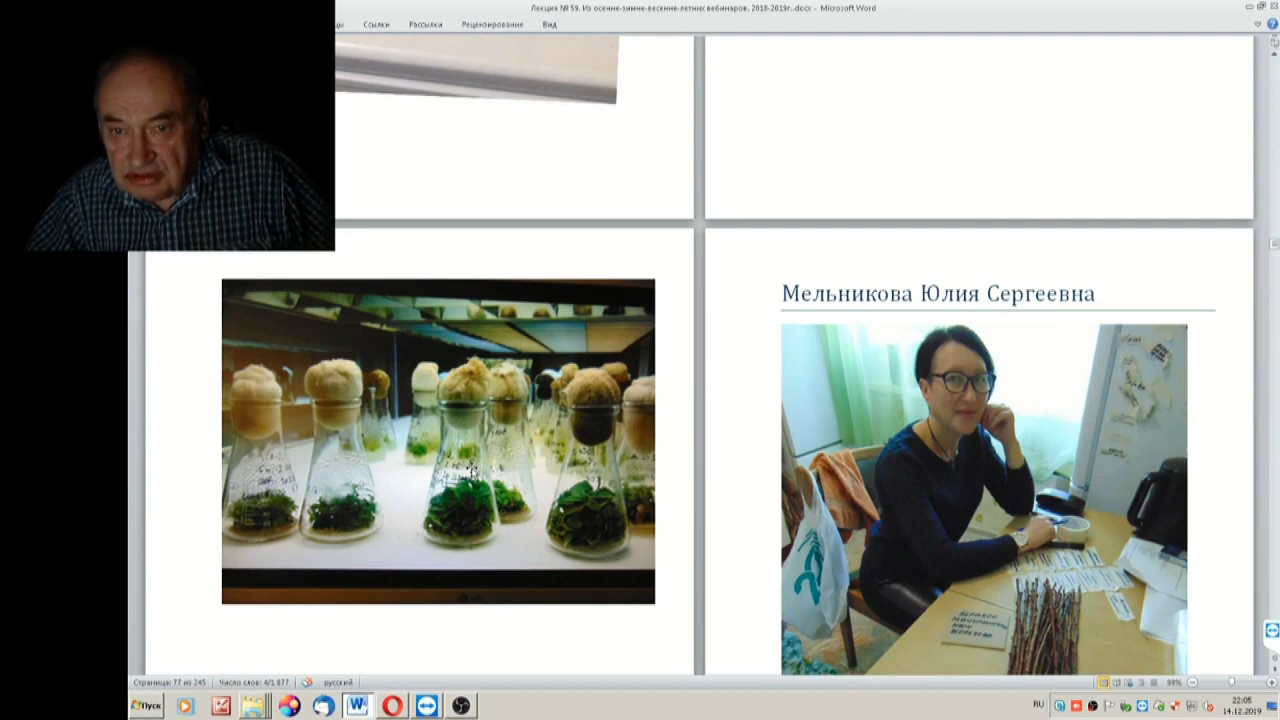 Лекция № 59. Из осенне-зимне-весенне-летних вебинаров. 2018-2019г..docx - Microsoft Word
Ссылки Рассылки Рецензирование Вид
Мельникова Юлия Сергеевна
Страница: 77 из 245 Число слов: 4/1 877 русский 98%
Пуск RU 22:05
14.12.2019